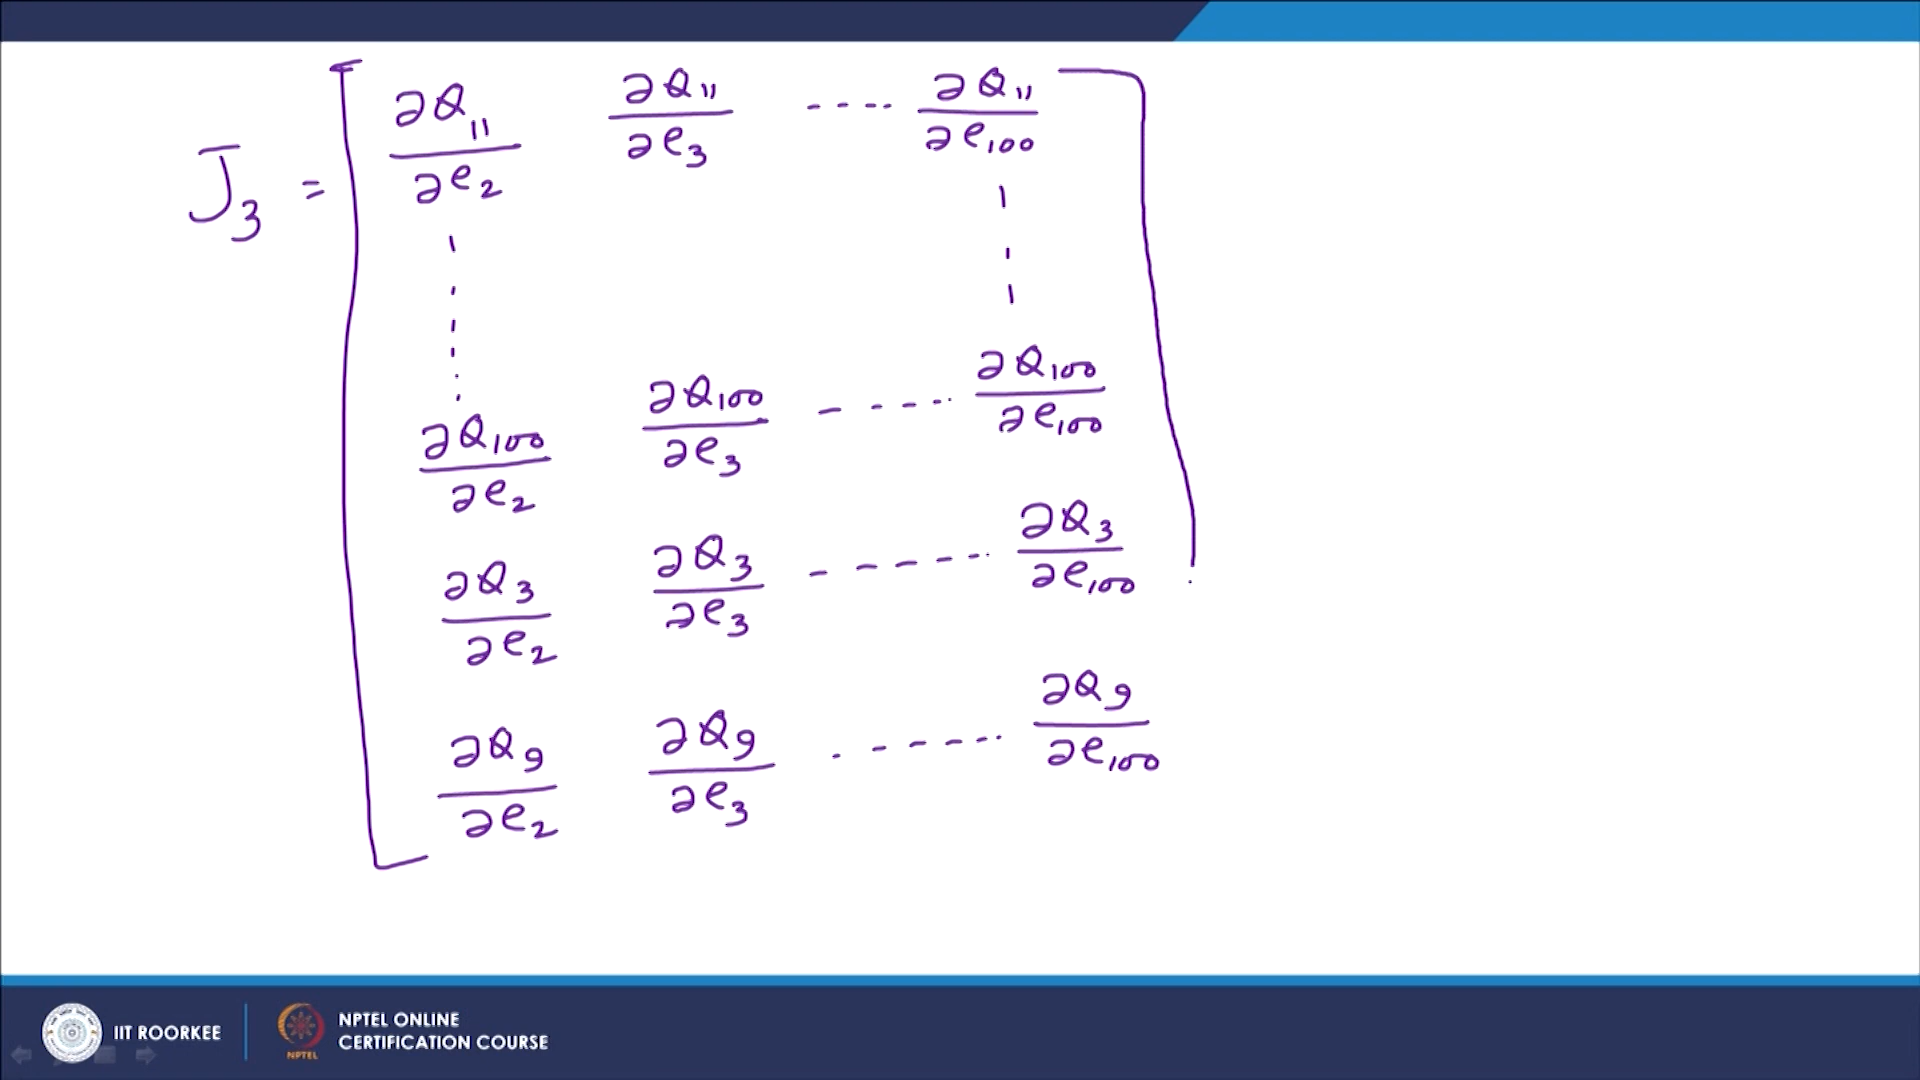 J₃ = [ ∂Q₁₁/∂e₂ ∂Q₁₁/∂e₃ ---- ∂Q₁₁/∂e₁₀₀ ]
∂Q₁₀₀/∂e₂ ∂Q₁₀₀/∂e₃ ----- ∂Q₁₀₀/∂e₁₀₀
∂Q₃/∂e₂ ∂Q₃/∂e₃ ------ ∂Q₃/∂e₁₀₀
∂Q₉/∂e₂ ∂Q₉/∂e₃ ------ ∂Q₉/∂e₁₀₀
IIT ROORKEE
NPTEL
NPTEL ONLINE
CERTIFICATION COURSE